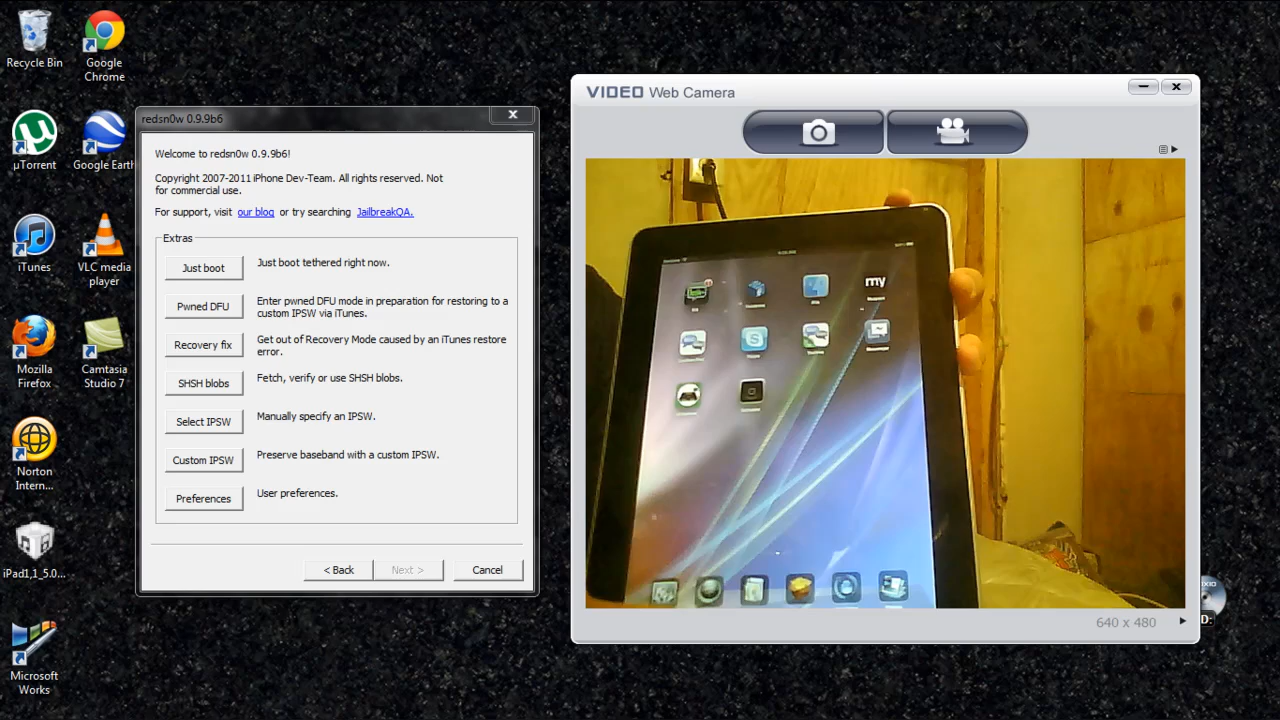 Recycle Bin
Google
Chrome
µTorrent
Google Earth
iTunes
VLC media
player
Mozilla
Firefox
Camtasia
Studio 7
Norton
Intern...
iPad1,1_5.0...
Microsoft
Works
redsn0w 0.9.9b6
Welcome to redsn0w 0.9.9b6!
Copyright 2007-2011 iPhone Dev-Team. All rights reserved. Not
for commercial use.
For support, visit our blog or try searching JailbreakQA.
Extras
Just boot
Just boot tethered right now.
Pwned DFU
Enter pwned DFU mode in preparation for restoring to a
custom IPSW via iTunes.
Recovery fix
Get out of Recovery Mode caused by an iTunes restore
error.
SHSH blobs
Fetch, verify or use SHSH blobs.
Select IPSW
Manually specify an IPSW.
Custom IPSW
Preserve baseband with a custom IPSW.
Preferences
User preferences.
< Back
Next >
Cancel
VIDEO Web Camera
my
640 x 480
D: